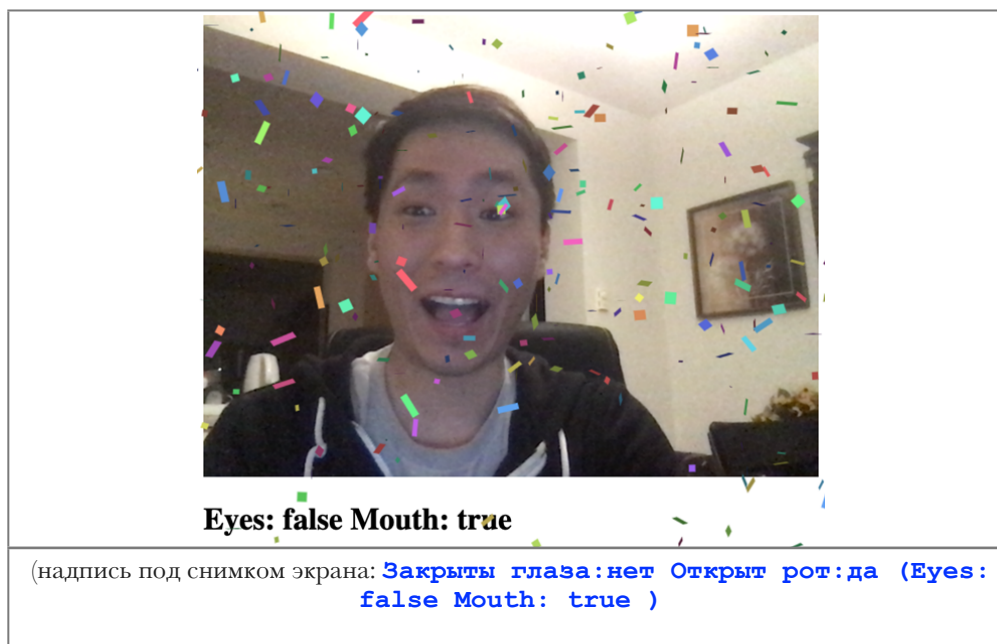 Eyes: false Mouth: true
(надпись под снимком экрана: Закрыты глаза:нет Открыт рот:да (Eyes:
false Mouth: true )